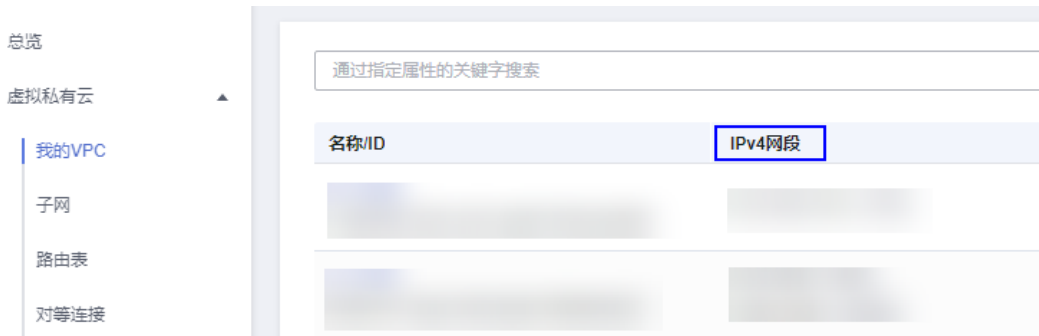 总览
虚拟私有云
我的VPC
子网
路由表
对等连接
通过指定属性的关键字搜索
名称/ID
IPv4网段